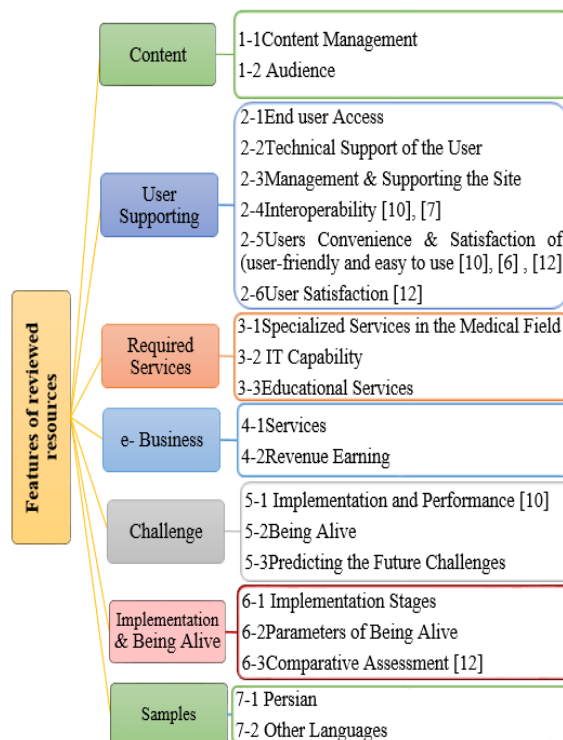 Features of reviewed
resources
Content
1-1Content Management
1-2 Audience
User
Supporting
2-1End user Access
2-2Technical Support of the User
2-3Management & Supporting the Site
2-4Interoperability [10], [7]
2-5Users Convenience & Satisfaction of
(user-friendly and easy to use [10], [6] , [12]
2-6User Satisfaction [12]
Required
Services
3-1Specialized Services in the Medical Field
3-2 IT Capability
3-3Educational Services
e- Business
4-1Services
4-2Revenue Earning
Challenge
5-1 Implementation and Performance [10]
5-2Being Alive
5-3Predicting the Future Challenges
Implementation
& Being Alive
6-1 Implementation Stages
6-2Parameters of Being Alive
6-3Comparative Assessment [12]
Samples
7-1 Persian
7-2 Other Languages